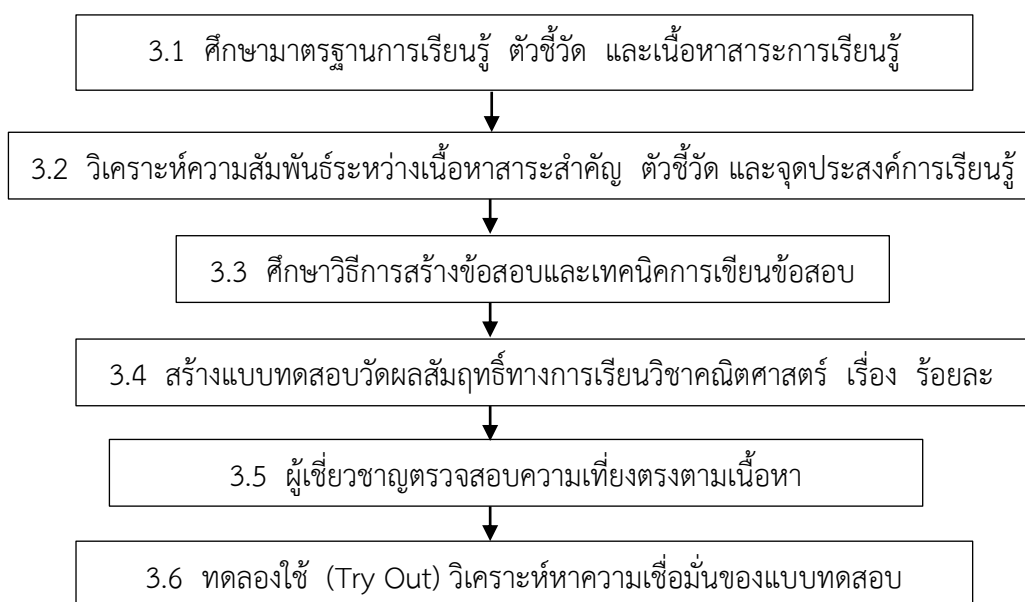 3.1 ศึกษามาตรฐานการเรียนรู้ ตัวชี้วัด และเนื้อหาสาระการเรียนรู้
3.2 วิเคราะห์ความสัมพันธ์ระหว่างเนื้อหาสาระสำคัญ ตัวชี้วัด และจุดประสงค์การเรียนรู้
3.3 ศึกษาวิธีการสร้างข้อสอบและเทคนิคการเขียนข้อสอบ
3.4 สร้างแบบทดสอบวัดผลสัมฤทธิ์ทางการเรียนวิชาคณิตศาสตร์ เรื่อง ร้อยละ
3.5 ผู้เชี่ยวชาญตรวจสอบความเที่ยงตรงตามเนื้อหา
3.6 ทดลองใช้ (Try Out) วิเคราะห์หาความเชื่อมั่นของแบบทดสอบ